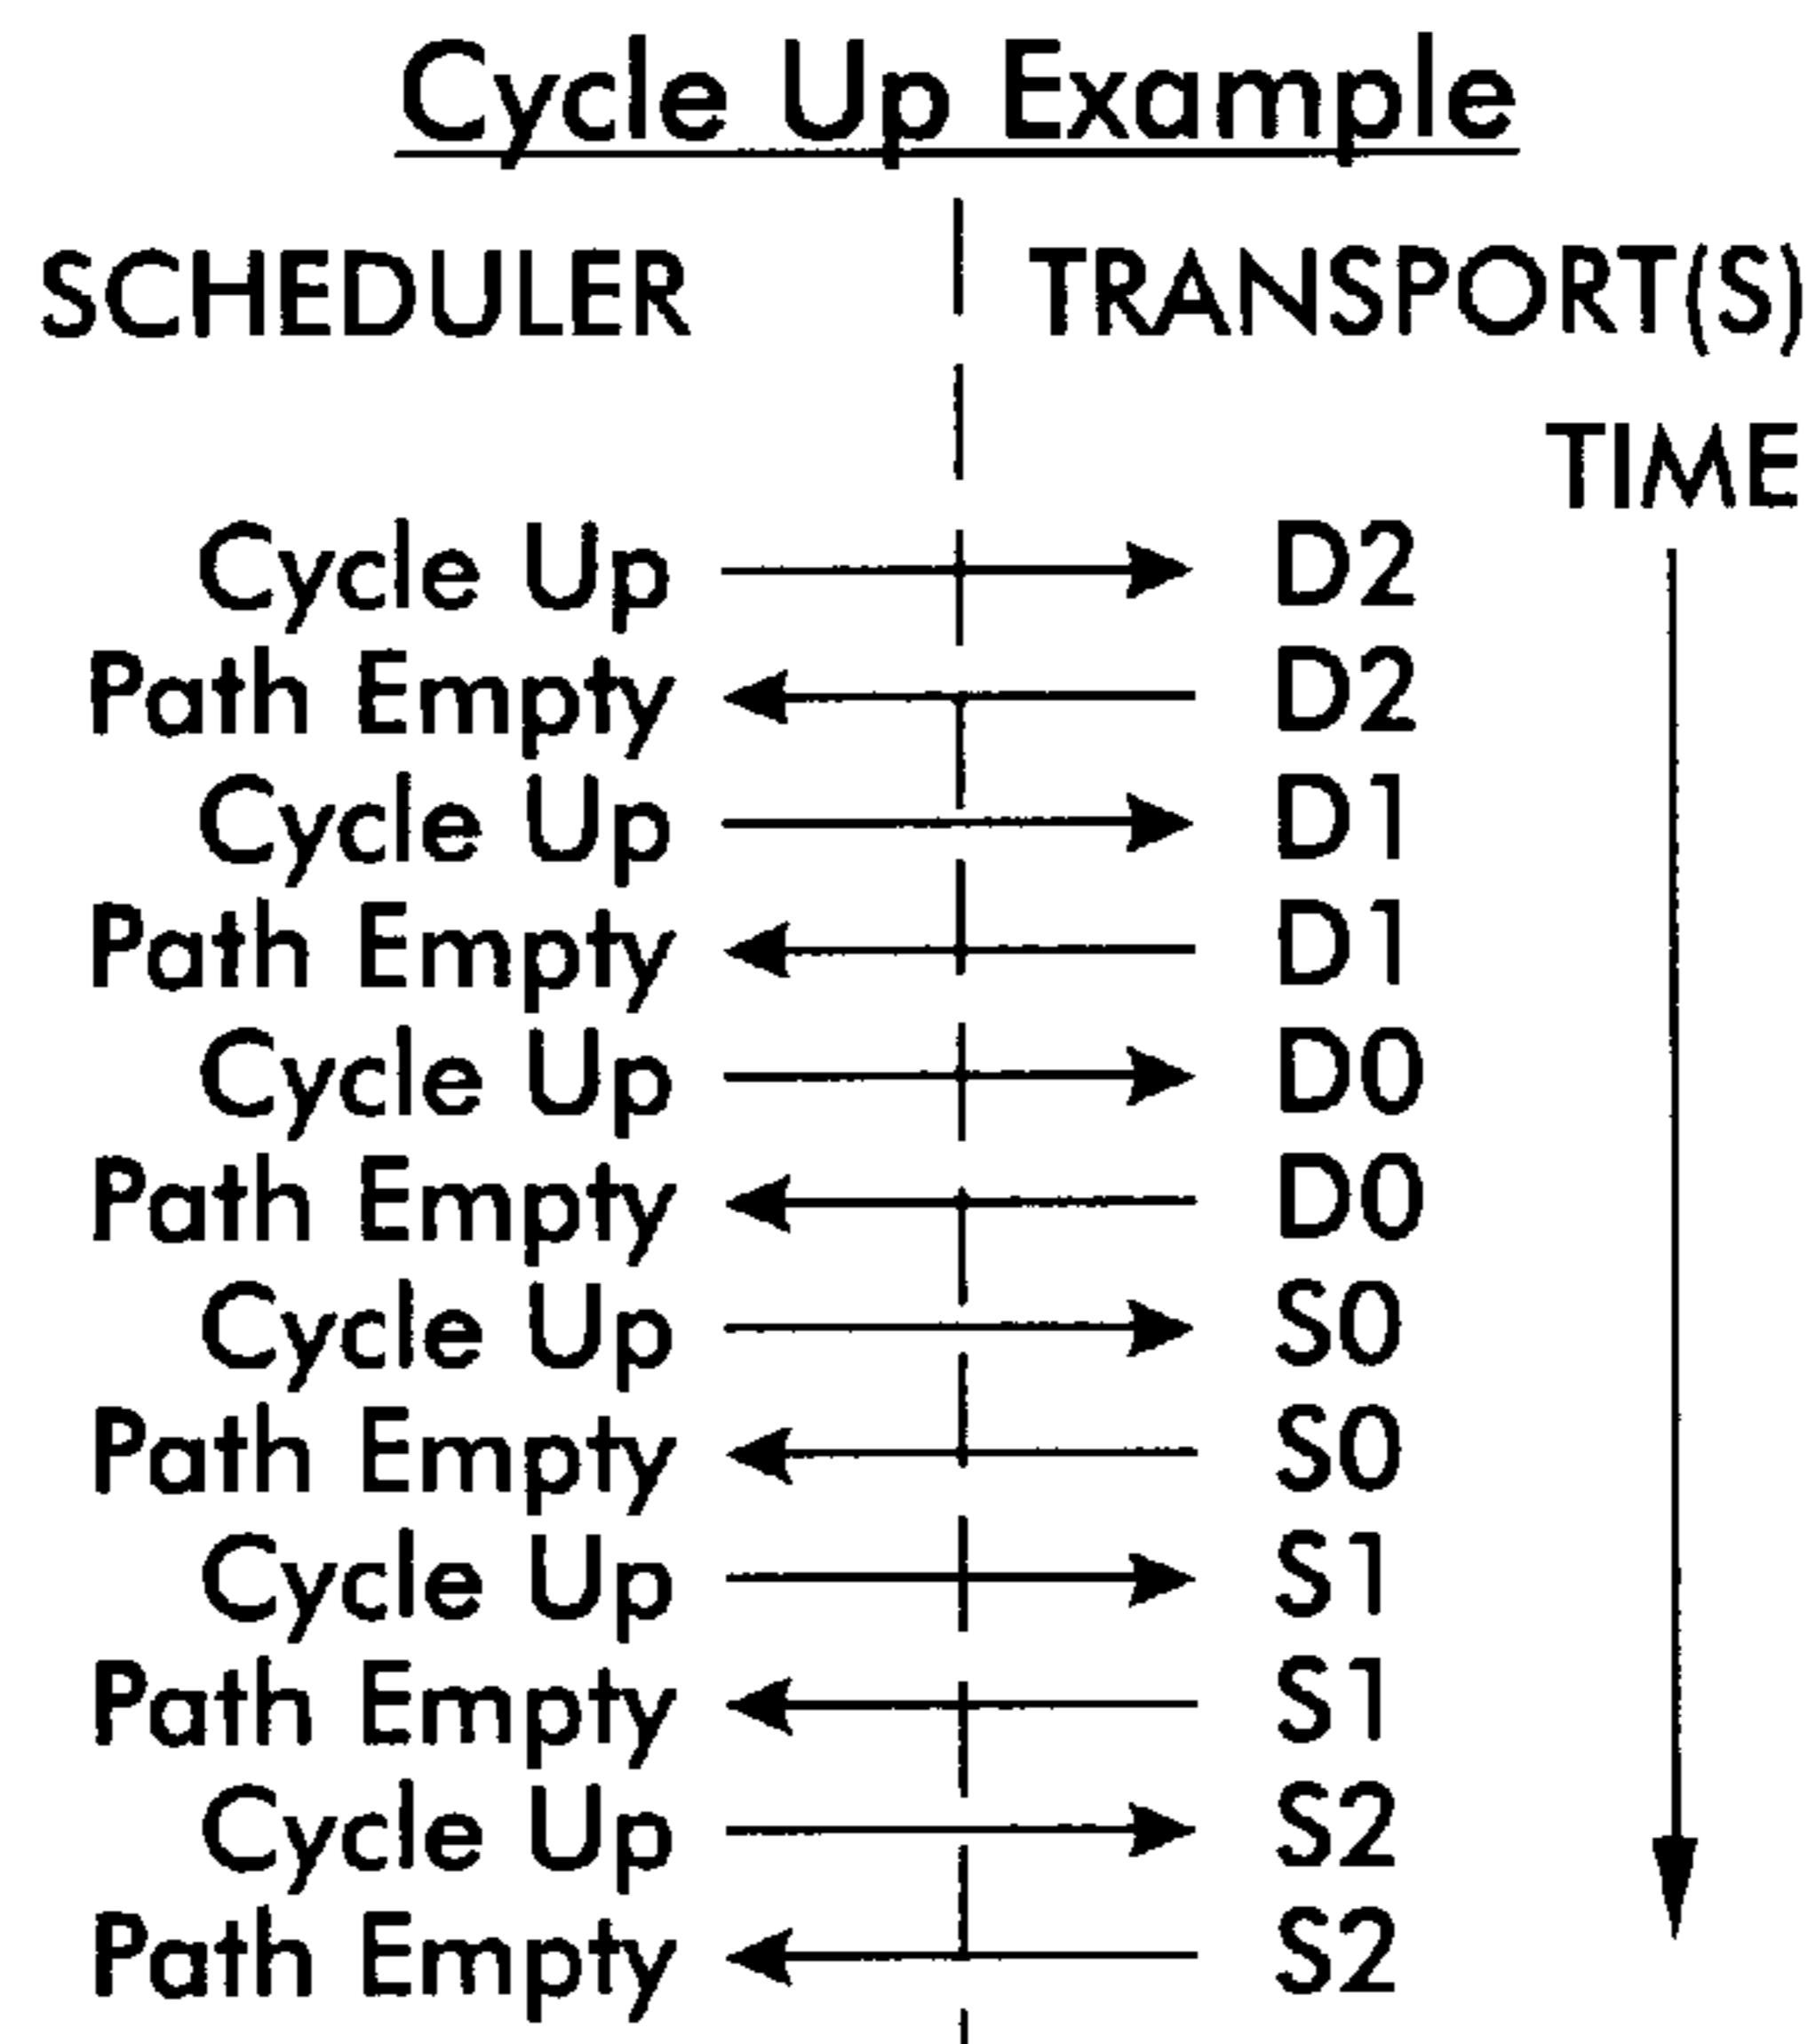 Cycle Up Example
SCHEDULER TRANSPORT(S)
TIME
Cycle Up D2
Path Empty D2
Cycle Up D1
Path Empty D1
Cycle Up D0
Path Empty D0
Cycle Up S0
Path Empty S0
Cycle Up S1
Path Empty S1
Cycle Up S2
Path Empty S2